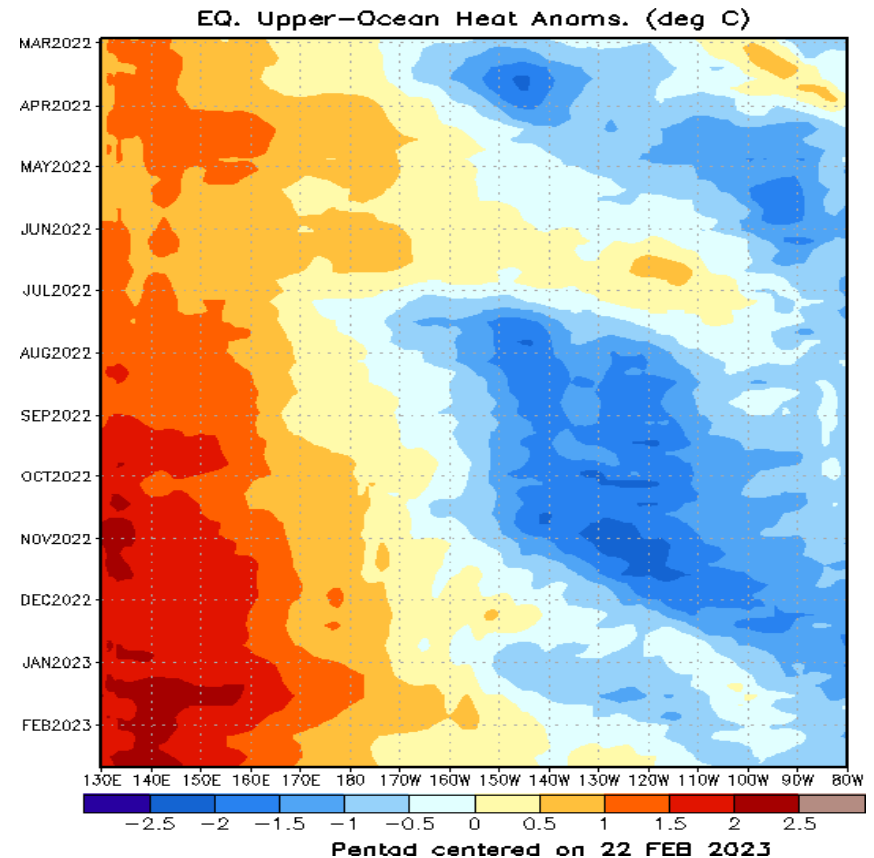 EQ. Upper-Ocean Heat Anoms. (deg C)
MAR2022
APR2022
MAY2022
JUN2022
JUL2022
AUG2022
SEP2022
OCT2022
NOV2022
DEC2022
JAN2023
FEB2023
130E 140E 150E 160E 170E 180 170W 160W 150W 140W 130W 120W 110W 100W 90W 80W
-2.5 -2 -1.5 -1 -0.5 0 0.5 1 1.5 2 2.5
Pentad centered on 22 FEB 2023